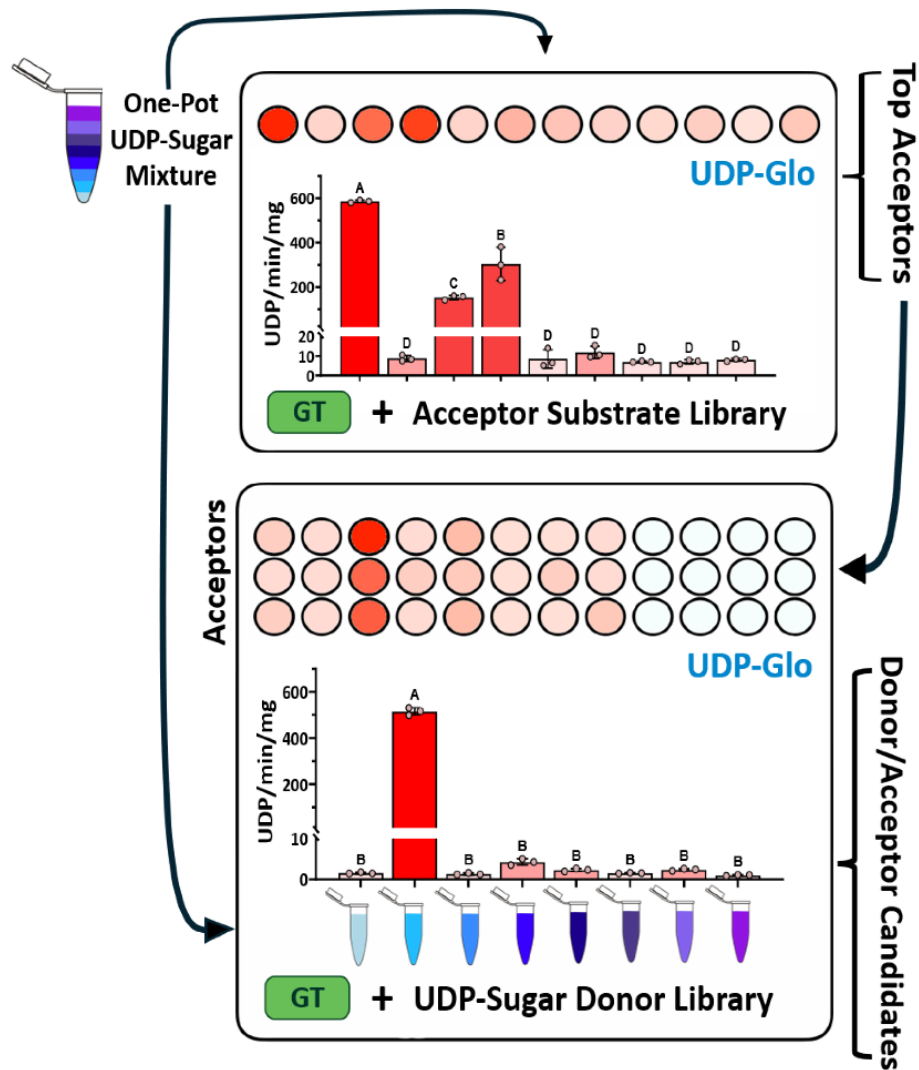 One-Pot
UDP-Sugar
Mixture
UDP-Glo
UDP/min/mg
600
400
200
20
10
0
A
D
C
B
D
D
D
D
D
GT + Acceptor Substrate Library
Top Acceptors
Acceptors
UDP-Glo
UDP/min/mg
600
400
200
10
0
B
A
B
B
B
B
B
B
GT + UDP-Sugar Donor Library
Donor/Acceptor Candidates